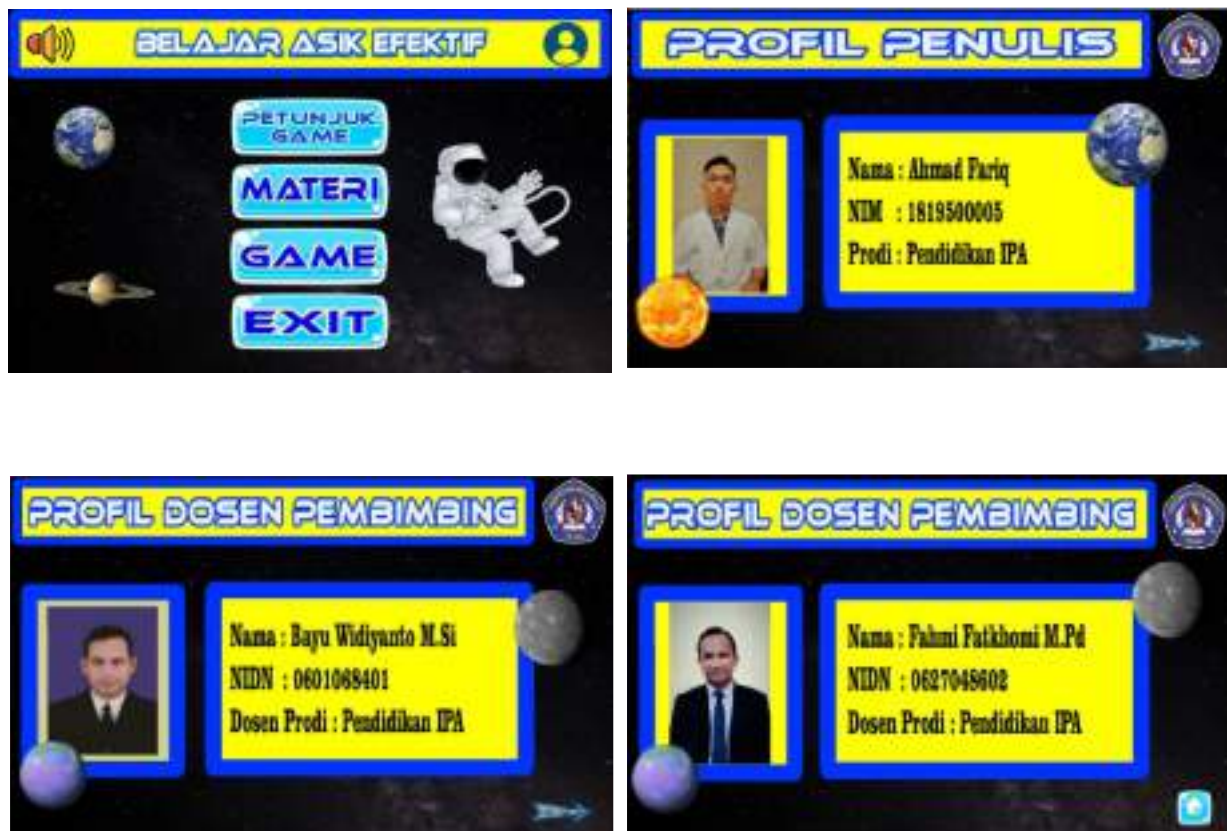 BELAJAR ASIK EFEKTIF
PETUNJUK
GAME
MATERI
GAME
EXIT
PROFIL PENULIS
Nama : Ahmad Fariq
NIM : 1819500005
Prodi : Pendidikan IPA
PROFIL DOSEN PEMBIMBING
Nama : Bayu Widiyanto M.Si
NIDN : 0601068401
Dosen Prodi : Pendidikan IPA
PROFIL DOSEN PEMBIMBING
Nama : Fahmi Fatkhomi M.Pd
NIDN : 0627048602
Dosen Prodi : Pendidikan IPA